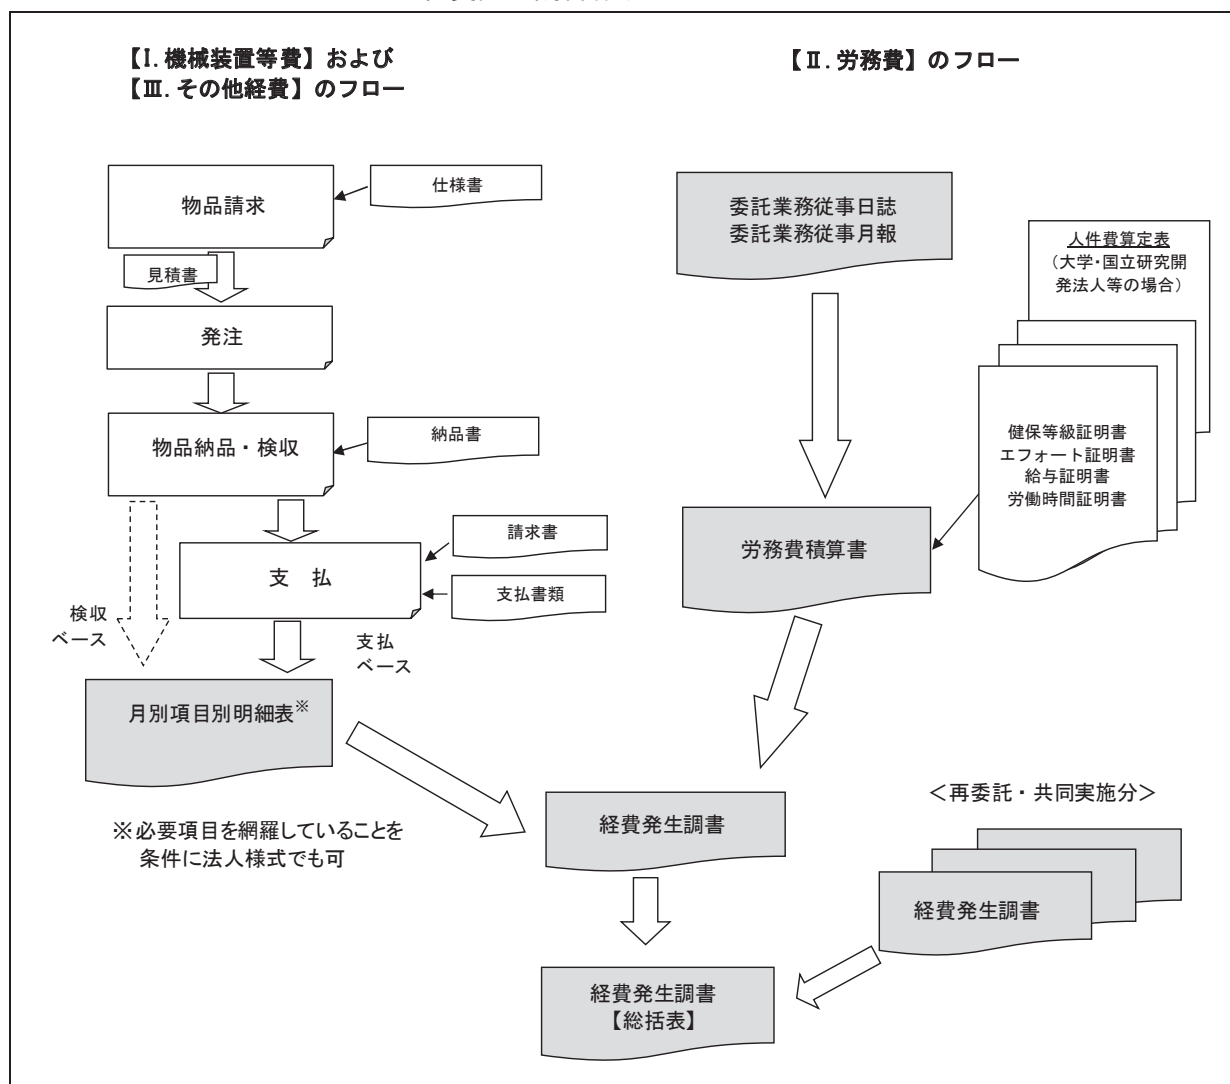 【Ⅰ.機械装置等費】および
【Ⅲ.その他経費】のフロー
物品請求
仕様書
見積書
発注
物品納品・検収
納品書
請求書
支　払
支払書類
検収
ベース
支払
ベース
月別項目別明細表※
※必要項目を網羅していることを
条件に法人様式でも可
【Ⅱ.労務費】のフロー
委託業務従事日誌
委託業務従事月報
人件費算定表
（大学・国立研究開
発法人等の場合）
健保等級証明書
エフォート証明書
給与証明書
労働時間証明書
労務費積算書
経費発生調書
＜再委託・共同実施分＞
経費発生調書
経費発生調書
【総括表】